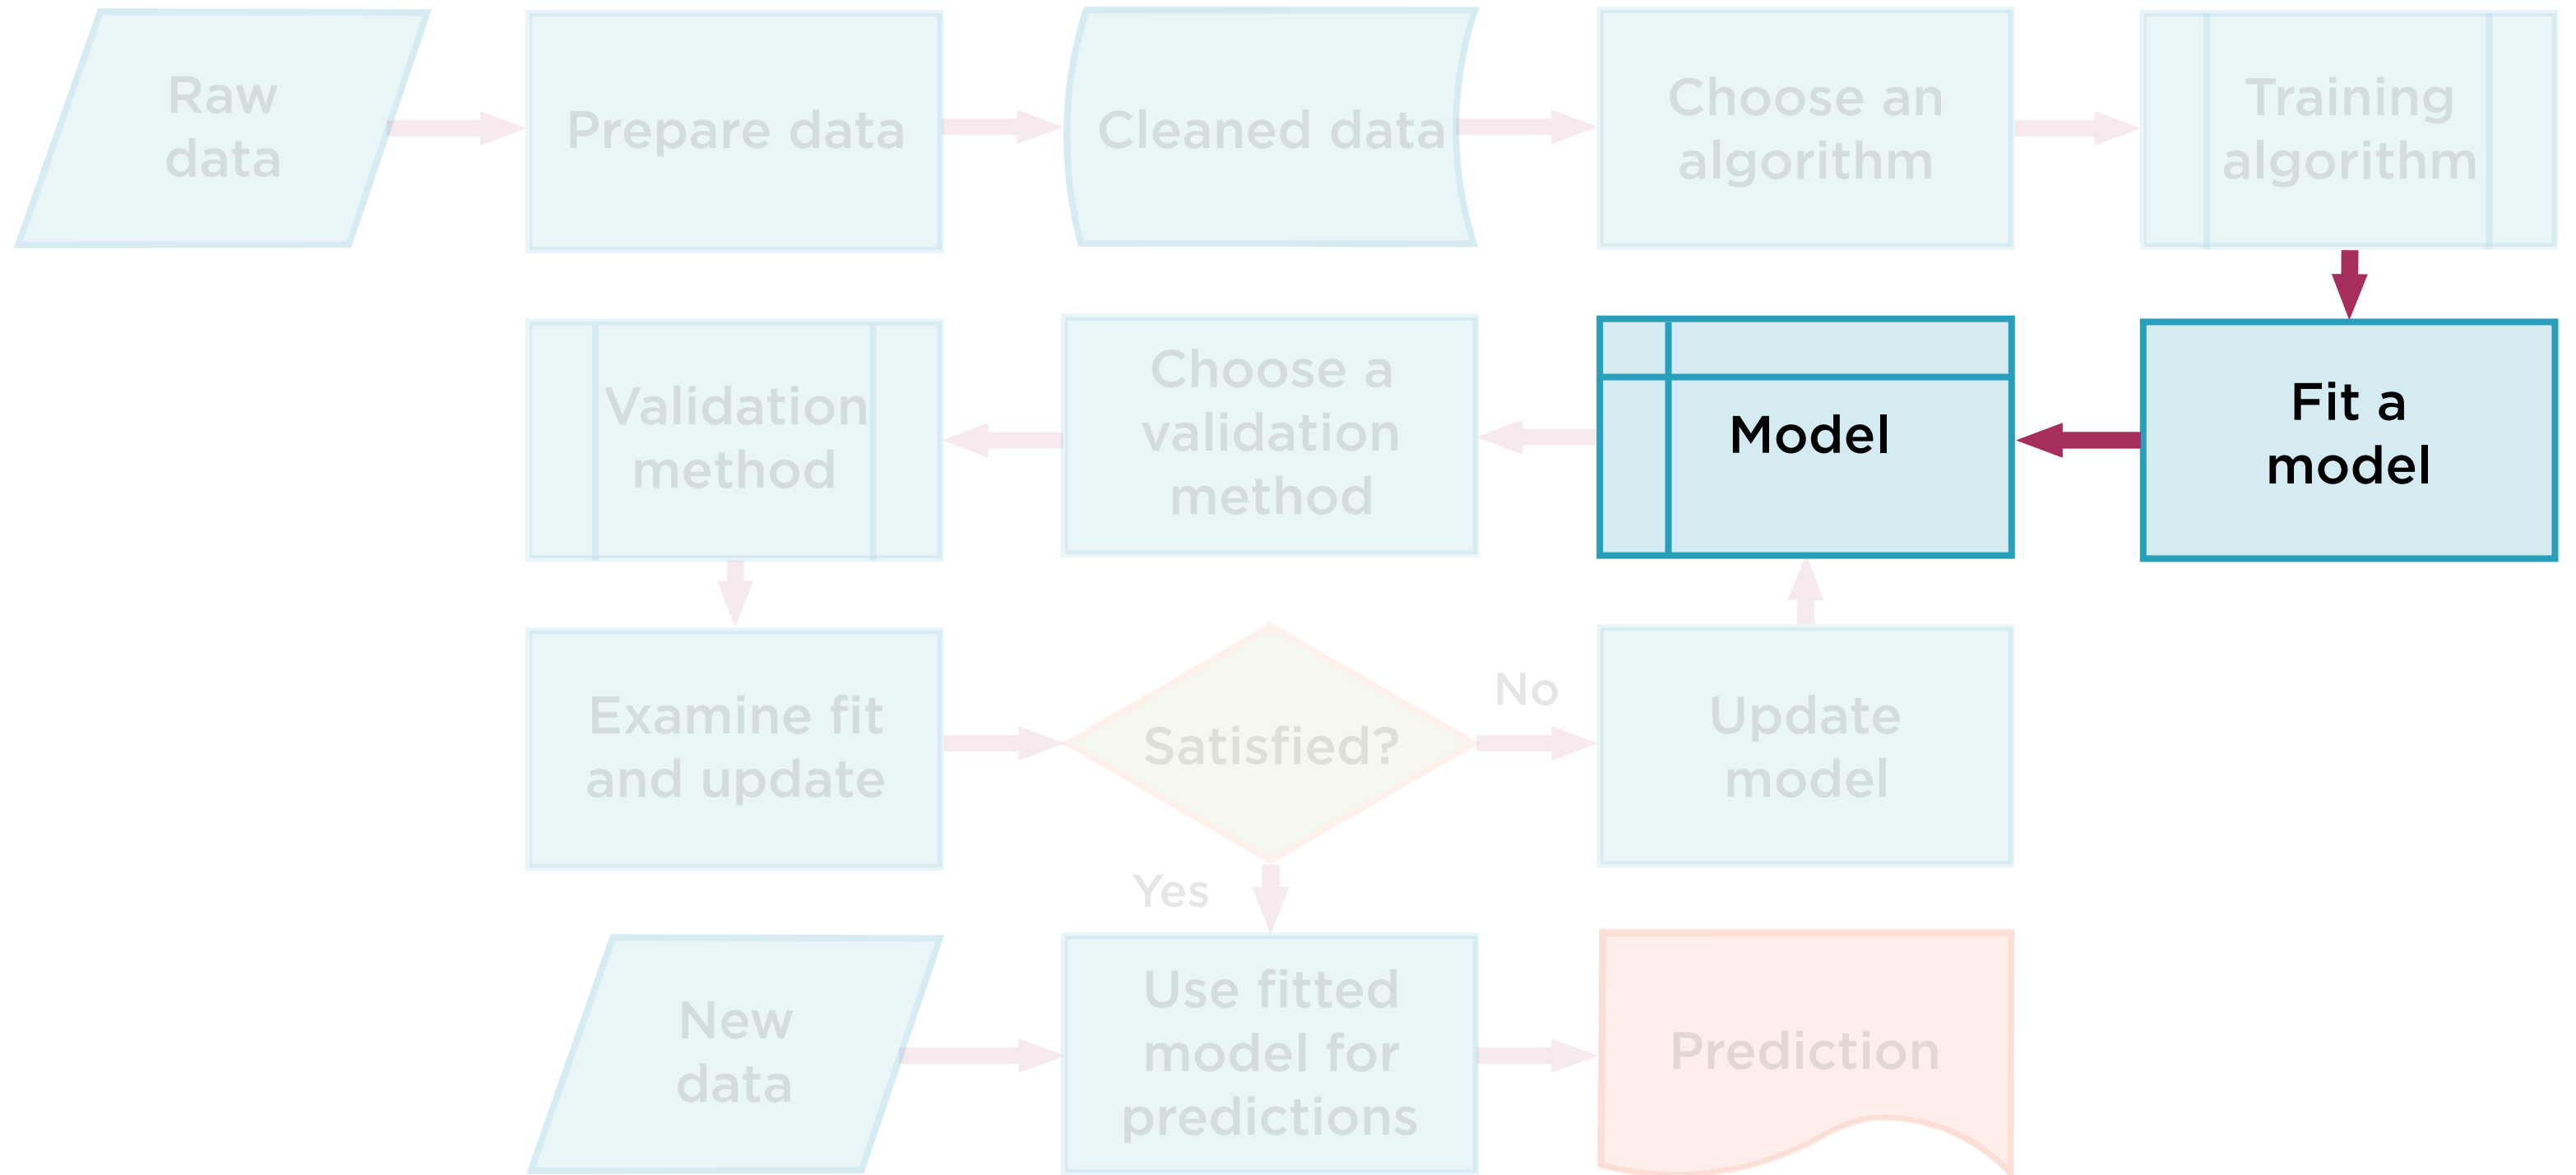 Raw
data
Prepare data
Cleaned data
Choose an
algorithm
Training
algorithm
Validation
method
Choose a
validation
method
Model
Fit a
model
Examine fit
and update
Satisfied?
No
Update
model
Yes
New
data
Use fitted
model for
predictions
Prediction